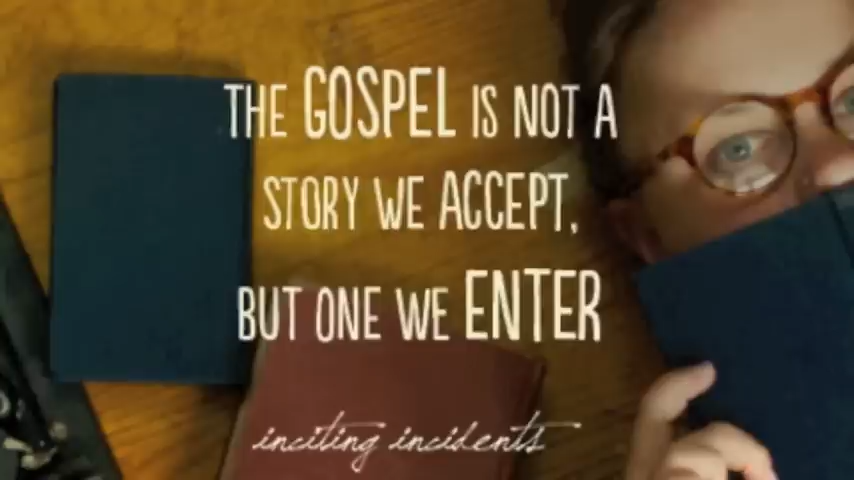 THE GOSPEL IS NOT A
STORY WE ACCEPT,
BUT ONE WE ENTER
inciting incidents